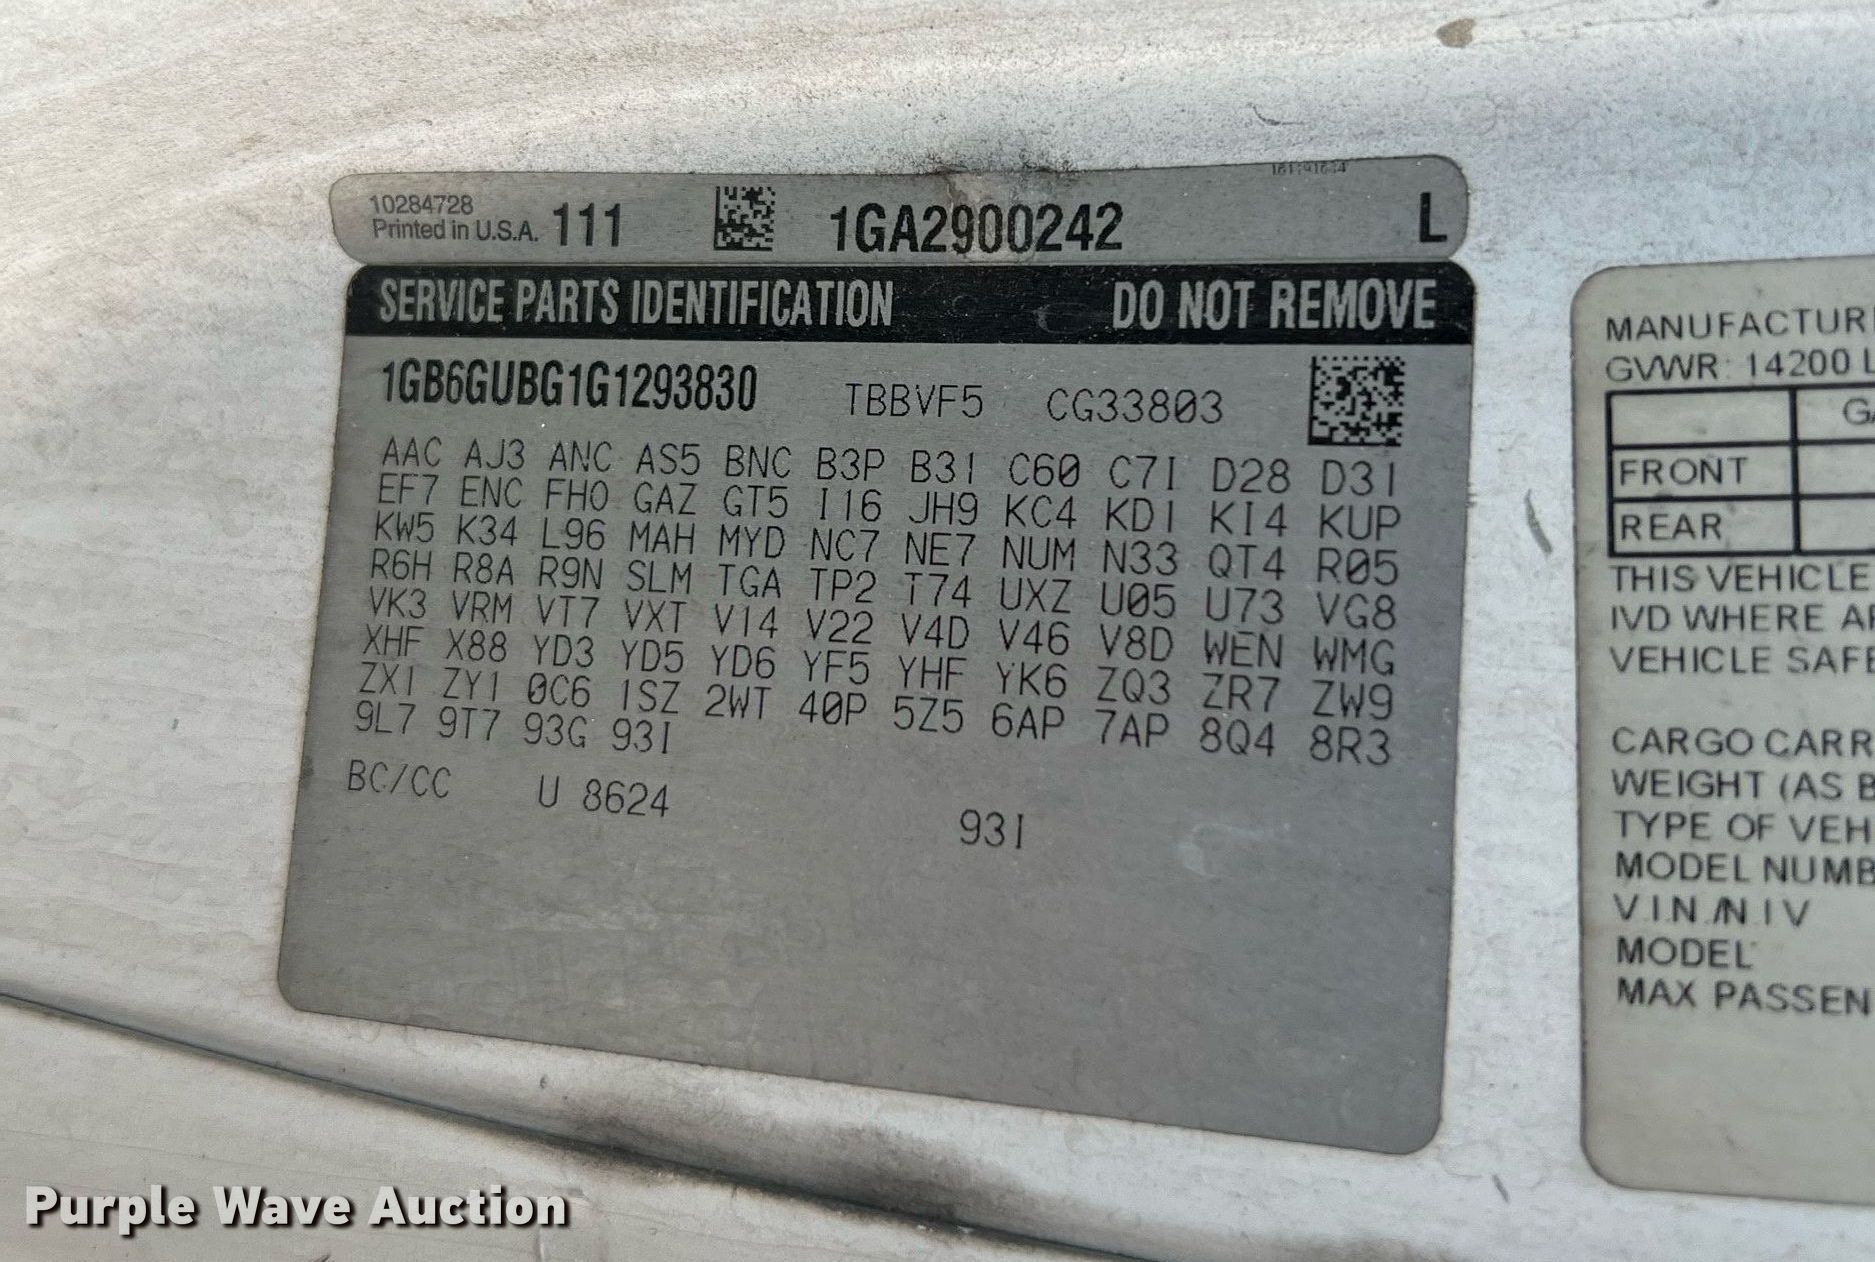 10284728
Printed in U.S.A. 111 1GA2900242 L
SERVICE PARTS IDENTIFICATION DO NOT REMOVE
1GB6GUBG1G1293830 TBBVF5 CG33803
AAC AJ3 ANC AS5 BNC B3P B31 C60 C7I D28 D31
EF7 ENC FH0 GAZ GT5 I16 JH9 KC4 KD1 KI4 KUP
KW5 K34 L96 MAH MYD NC7 NE7 NUM N33 QT4 R05
R6H R8A R9N SLM TGA TP2 T74 UXZ U05 U73 VG8
VK3 VRM VT7 VXT V14 V22 V4D V46 V8D WEN WMG
XHF X88 YD3 YD5 YD6 YF5 YHF YK6 ZQ3 ZR7 ZW9
ZX1 ZY1 0C6 1SZ 2WT 40P 5Z5 6AP 7AP 8Q4 8R3
9L7 9T7 93G 93I
BC/CC U 8624
93I
MANUFACTUR
GVWR: 14200 L
GA
FRONT
REAR
THIS VEHICLE
IVD WHERE AP
VEHICLE SAFE
CARGO CARR
WEIGHT (AS B
TYPE OF VEH
MODEL NUMB
V.I.N./N I V
MODEL
MAX PASSEN
Purple Wave Auction